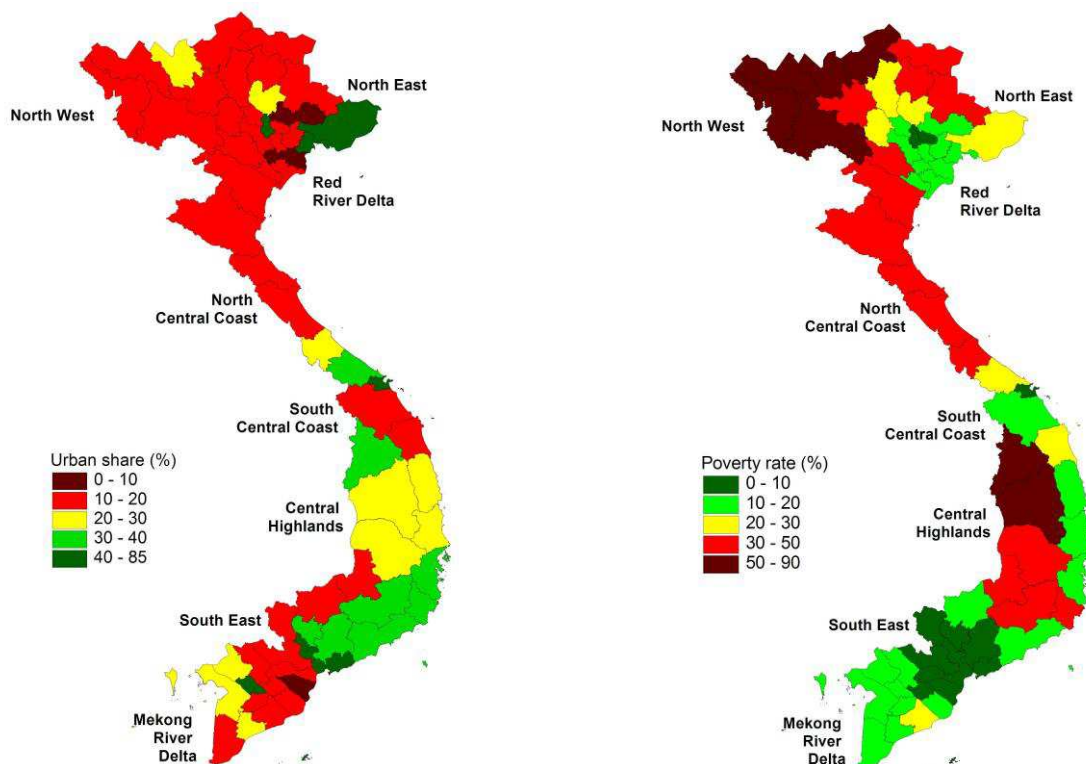 North East
North West
Red
River Delta
North
Central Coast
South
Central Coast
Urban share (%)
0 - 10
10 - 20
20 - 30
30 - 40
40 - 85
Central
Highlands
South East
Mekong
River
Delta
North East
North West
Red
River Delta
North
Central Coast
South
Central Coast
Poverty rate (%)
0 - 10
10 - 20
20 - 30
30 - 50
50 - 90
Central
Highlands
South East
Mekong
River
Delta